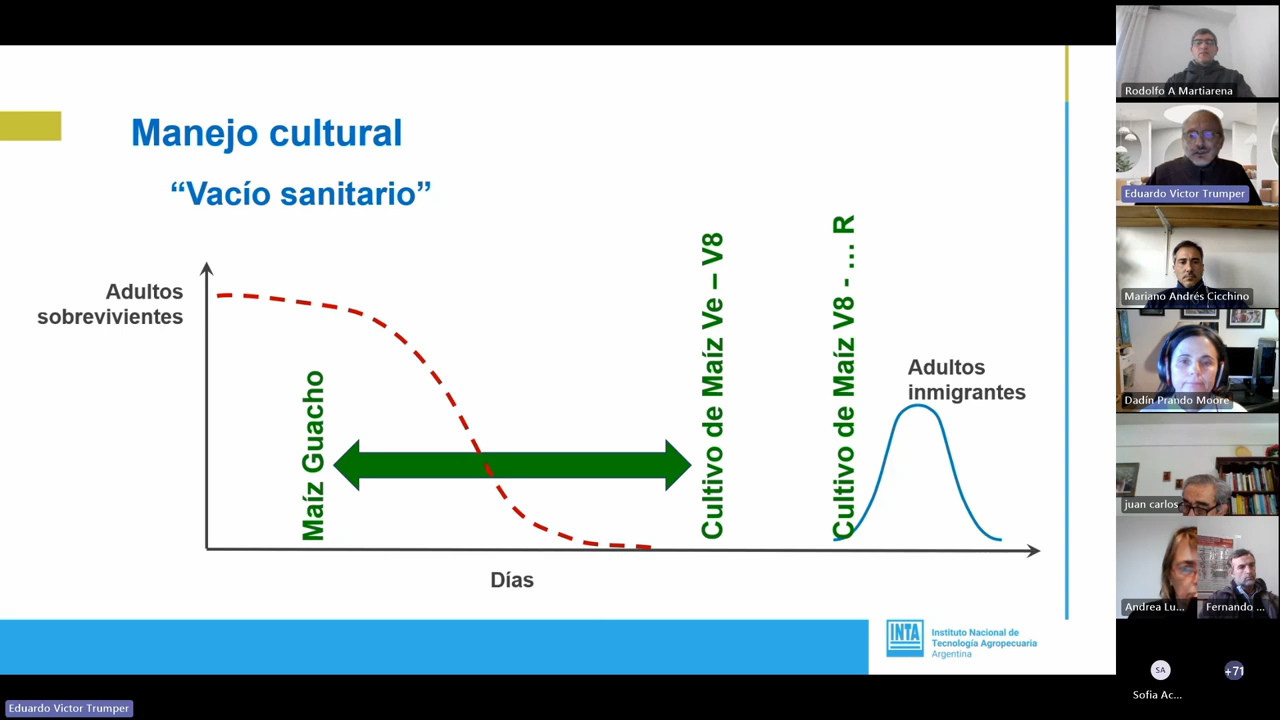 Manejo cultural
“Vacío sanitario”
Adultos
sobrevivientes
Maíz Guacho
Cultivo de Maíz Ve – V8
Cultivo de Maíz V8 - ... R
Adultos
inmigrantes
Días
INTA
Instituto Nacional de
Tecnología Agropecuaria
Argentina
Rodolfo A Martiarena
Eduardo Victor Trumper
Mariano Andrés Cicchino
Dadín Prando Moore
juan carlos
Andrea Lu...
Fernando ...
SA
+71
Sofia Ac...
Eduardo Victor Trumper